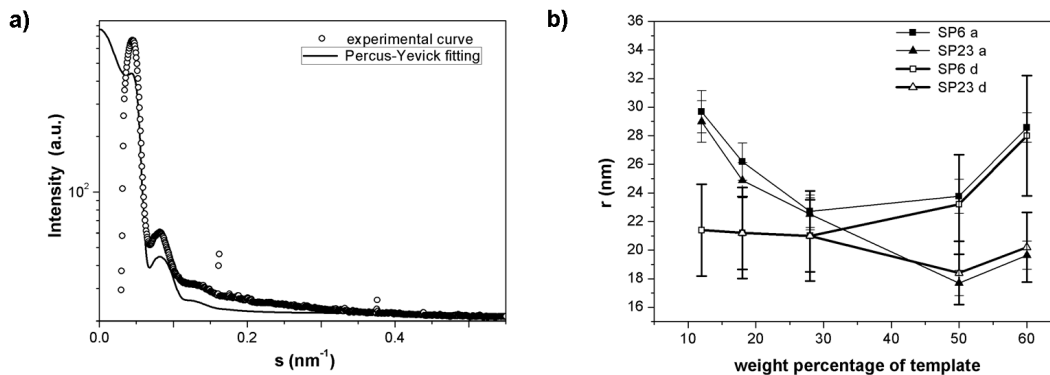 a)
experimental curve
Percus-Yevick fitting
Intensity (a.u.)
10²
0.0
0.2
0.4
s (nm⁻¹)
b)
SP6 a
SP23 a
SP6 d
SP23 d
r (nm)
36
34
32
30
28
26
24
22
20
18
16
10
20
30
40
50
60
weight percentage of template